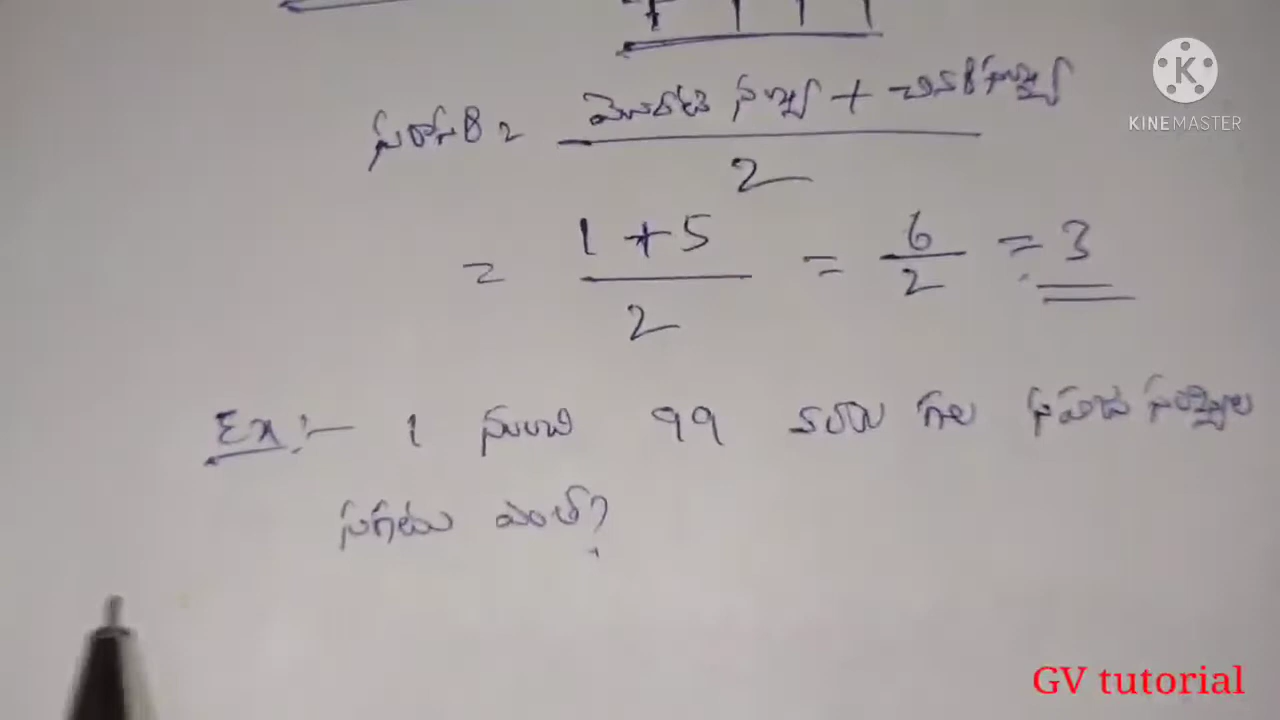 సరాసరి = మొదటి సంఖ్య + చివరి సంఖ్య
2
= 1 + 5 / 2 = 6 / 2 = 3
Ex:- 1 నుండి 99 వరకు గల సహజ సంఖ్యల
సగటు ఎంత?
K
KINEMASTER
GV tutorial